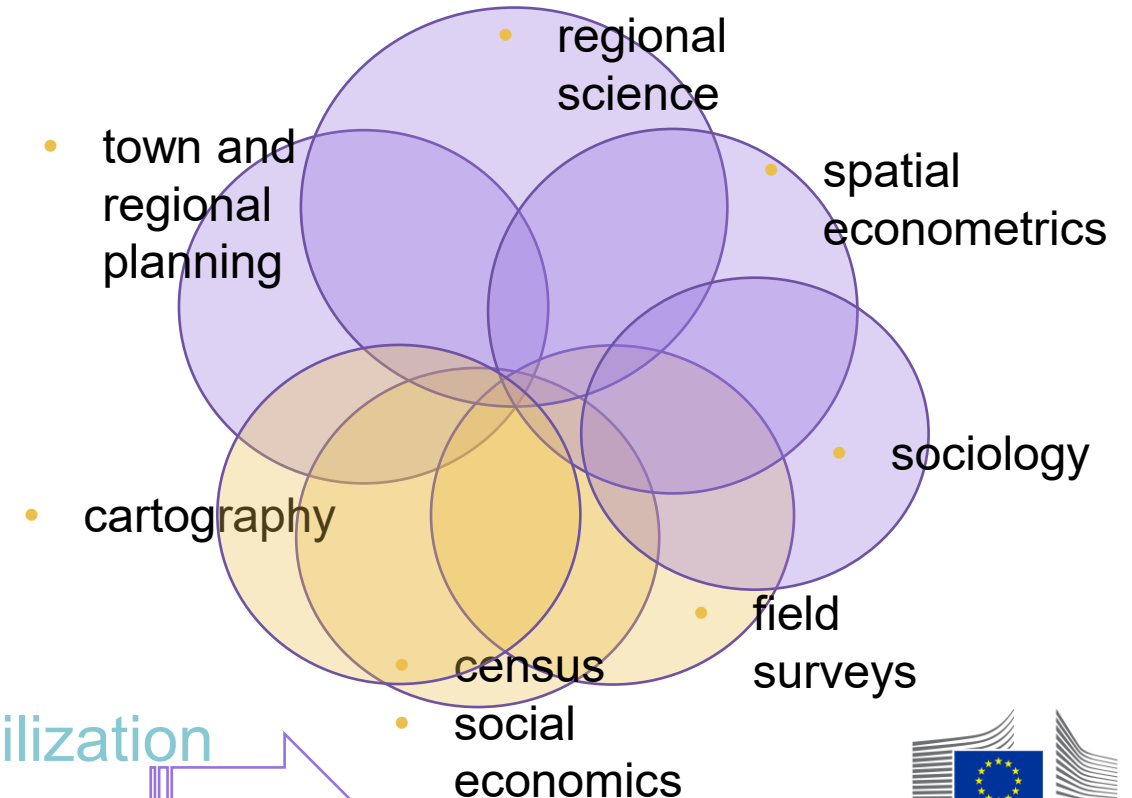 • regional
science
• town and
regional
planning
• spatial
econometrics
• sociology
• cartography
• field
surveys
• census
• social
economics
ilization